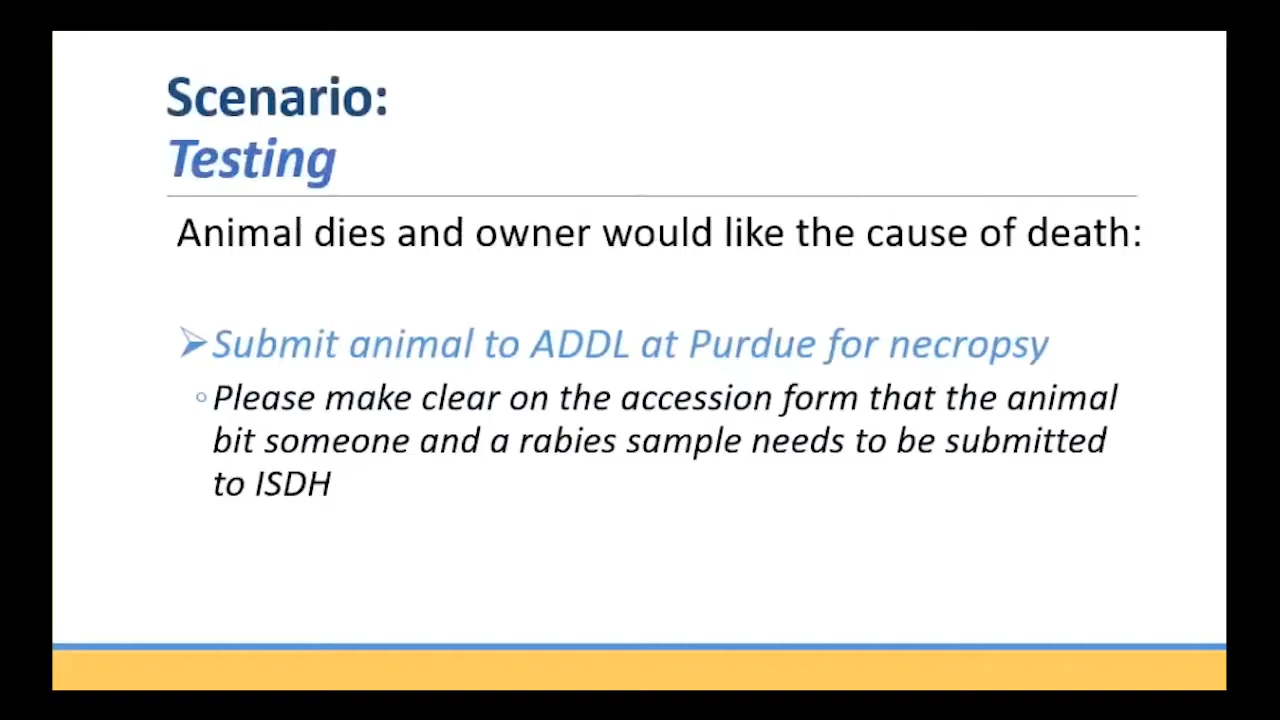 Scenario:
Testing
Animal dies and owner would like the cause of death:
➢Submit animal to ADDL at Purdue for necropsy
◦Please make clear on the accession form that the animal
bit someone and a rabies sample needs to be submitted
to ISDH